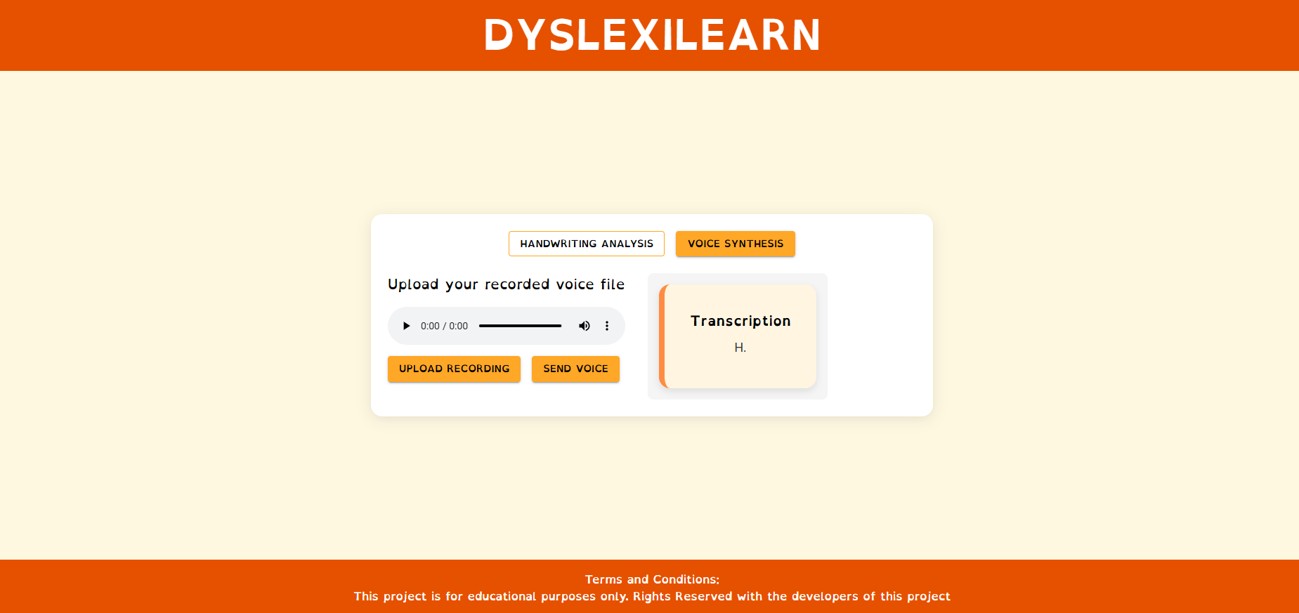 DYSLEXILEARN
HANDWRITING ANALYSIS
VOICE SYNTHESIS
Upload your recorded voice file
0:00 / 0:00
UPLOAD RECORDING
SEND VOICE
Transcription
H.
Terms and Conditions:
This project is for educational purposes only. Rights Reserved with the developers of this project